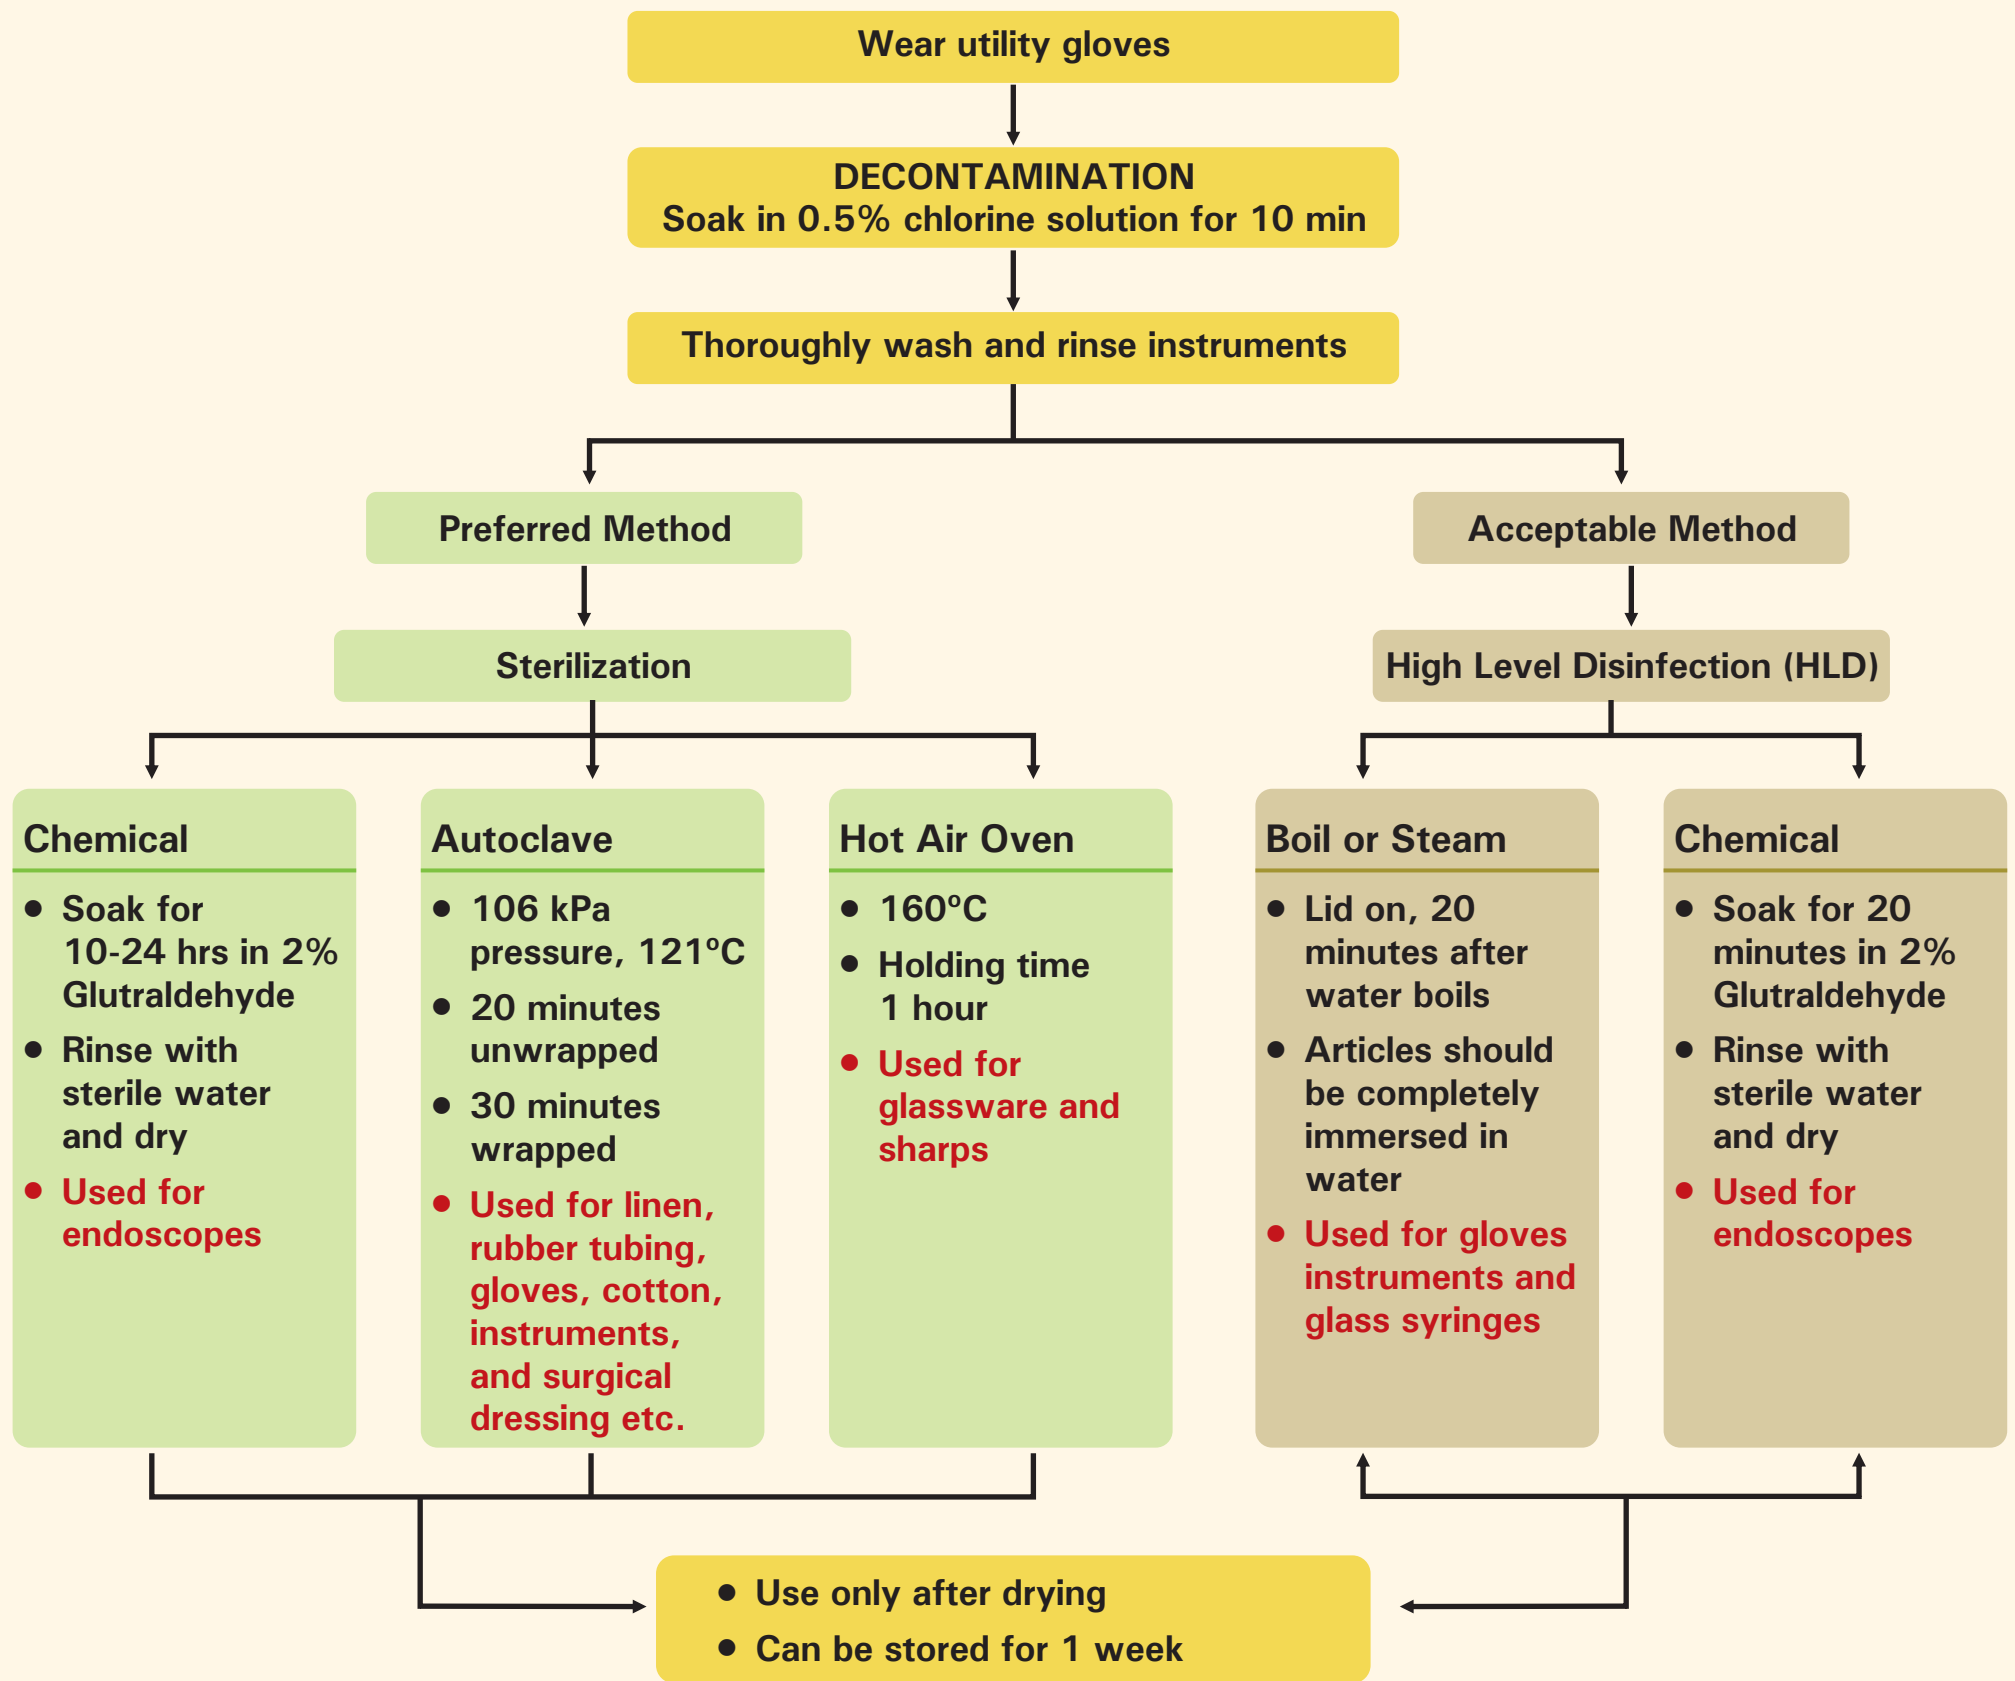 Wear utility gloves
DECONTAMINATION
Soak in 0.5% chlorine solution for 10 min
Thoroughly wash and rinse instruments
Preferred Method
Acceptable Method
Sterilization
High Level Disinfection (HLD)
Chemical
● Soak for
10-24 hrs in 2%
Glutraldehyde
● Rinse with
sterile water
and dry
● Used for
endoscopes
Autoclave
● 106 kPa
pressure, 121ºC
● 20 minutes
unwrapped
● 30 minutes
wrapped
● Used for linen,
rubber tubing,
gloves, cotton,
instruments,
and surgical
dressing etc.
Hot Air Oven
● 160ºC
● Holding time
1 hour
● Used for
glassware and
sharps
Boil or Steam
● Lid on, 20
minutes after
water boils
● Articles should
be completely
immersed in
water
● Used for gloves
instruments and
glass syringes
Chemical
● Soak for 20
minutes in 2%
Glutraldehyde
● Rinse with
sterile water
and dry
● Used for
endoscopes
● Use only after drying
● Can be stored for 1 week